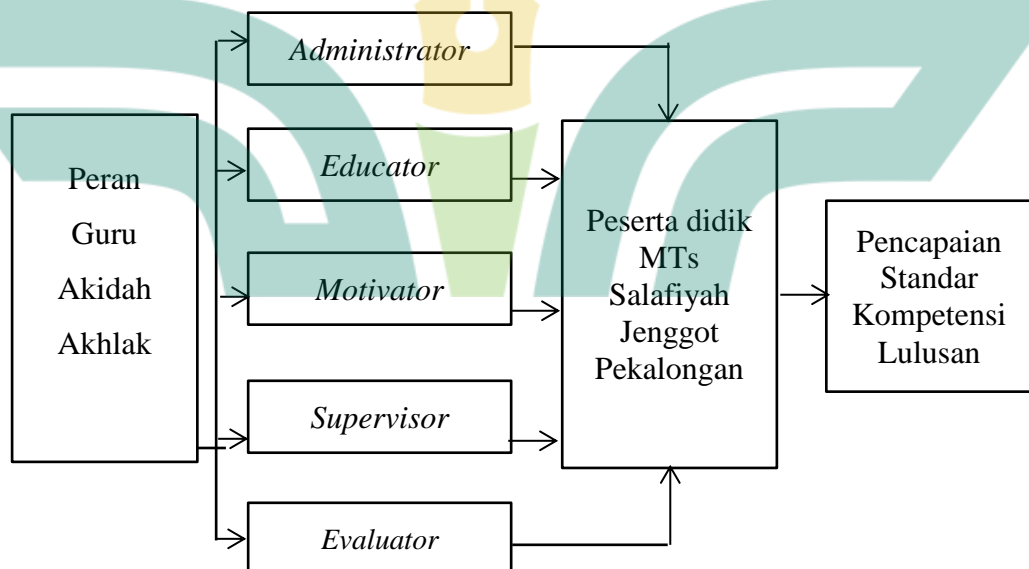 Peran
Guru
Akidah
Akhlak
Administrator
Educator
Motivator
Supervisor
Evaluator
Peserta didik
MTs
Salafiyah
Jenggot
Pekalongan
Pencapaian
Standar
Kompetensi
Lulusan